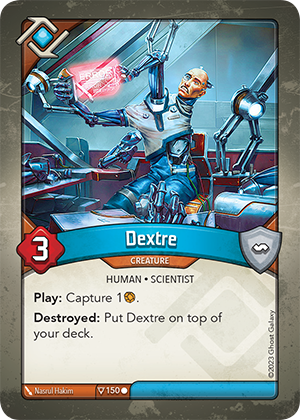 3
Dextre
CREATURE
HUMAN • SCIENTIST
Play: Capture 1.
Destroyed: Put Dextre on top of
your deck.
Nasrul Hakim
150
©2023 Ghost Galaxy